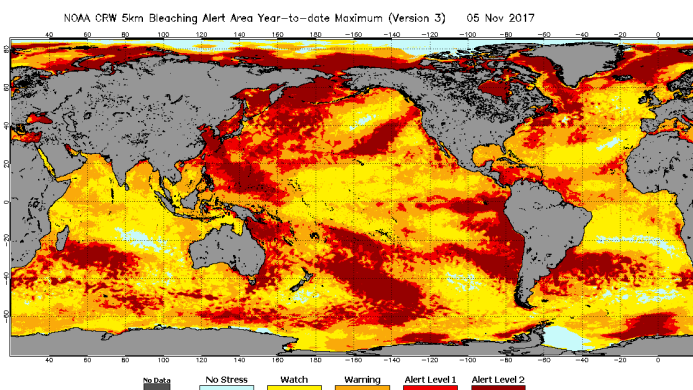 NOAA CRW 5km Bleaching Alert Area Year-to-date Maximum (Version 3) 05 Nov 2017
40 60 80 100 120 140 160 180 -160 -140 -120 -100 -80 -60 -40 -20 0
80
60
40
20
0
-20
-40
-60
40 60 80 100 120 140 160 180 -160 -140 -120 -100 -80 -60 -40 -20 0
No Data No Stress Watch Warning Alert Level 1 Alert Level 2